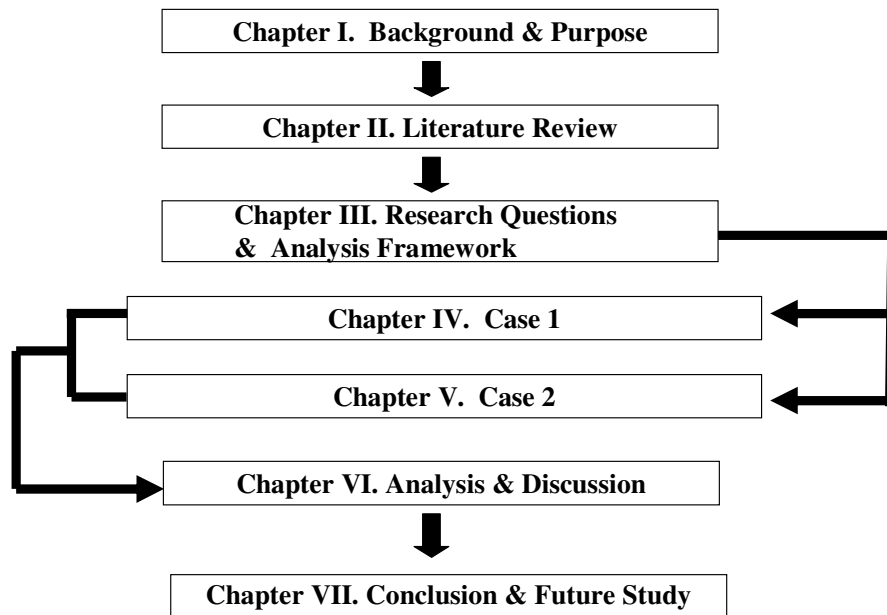 Chapter I.  Background & Purpose
Chapter II. Literature Review
Chapter III. Research Questions
&  Analysis Framework
Chapter IV.  Case 1
Chapter V.  Case 2
Chapter VI. Analysis & Discussion
Chapter VII. Conclusion & Future Study